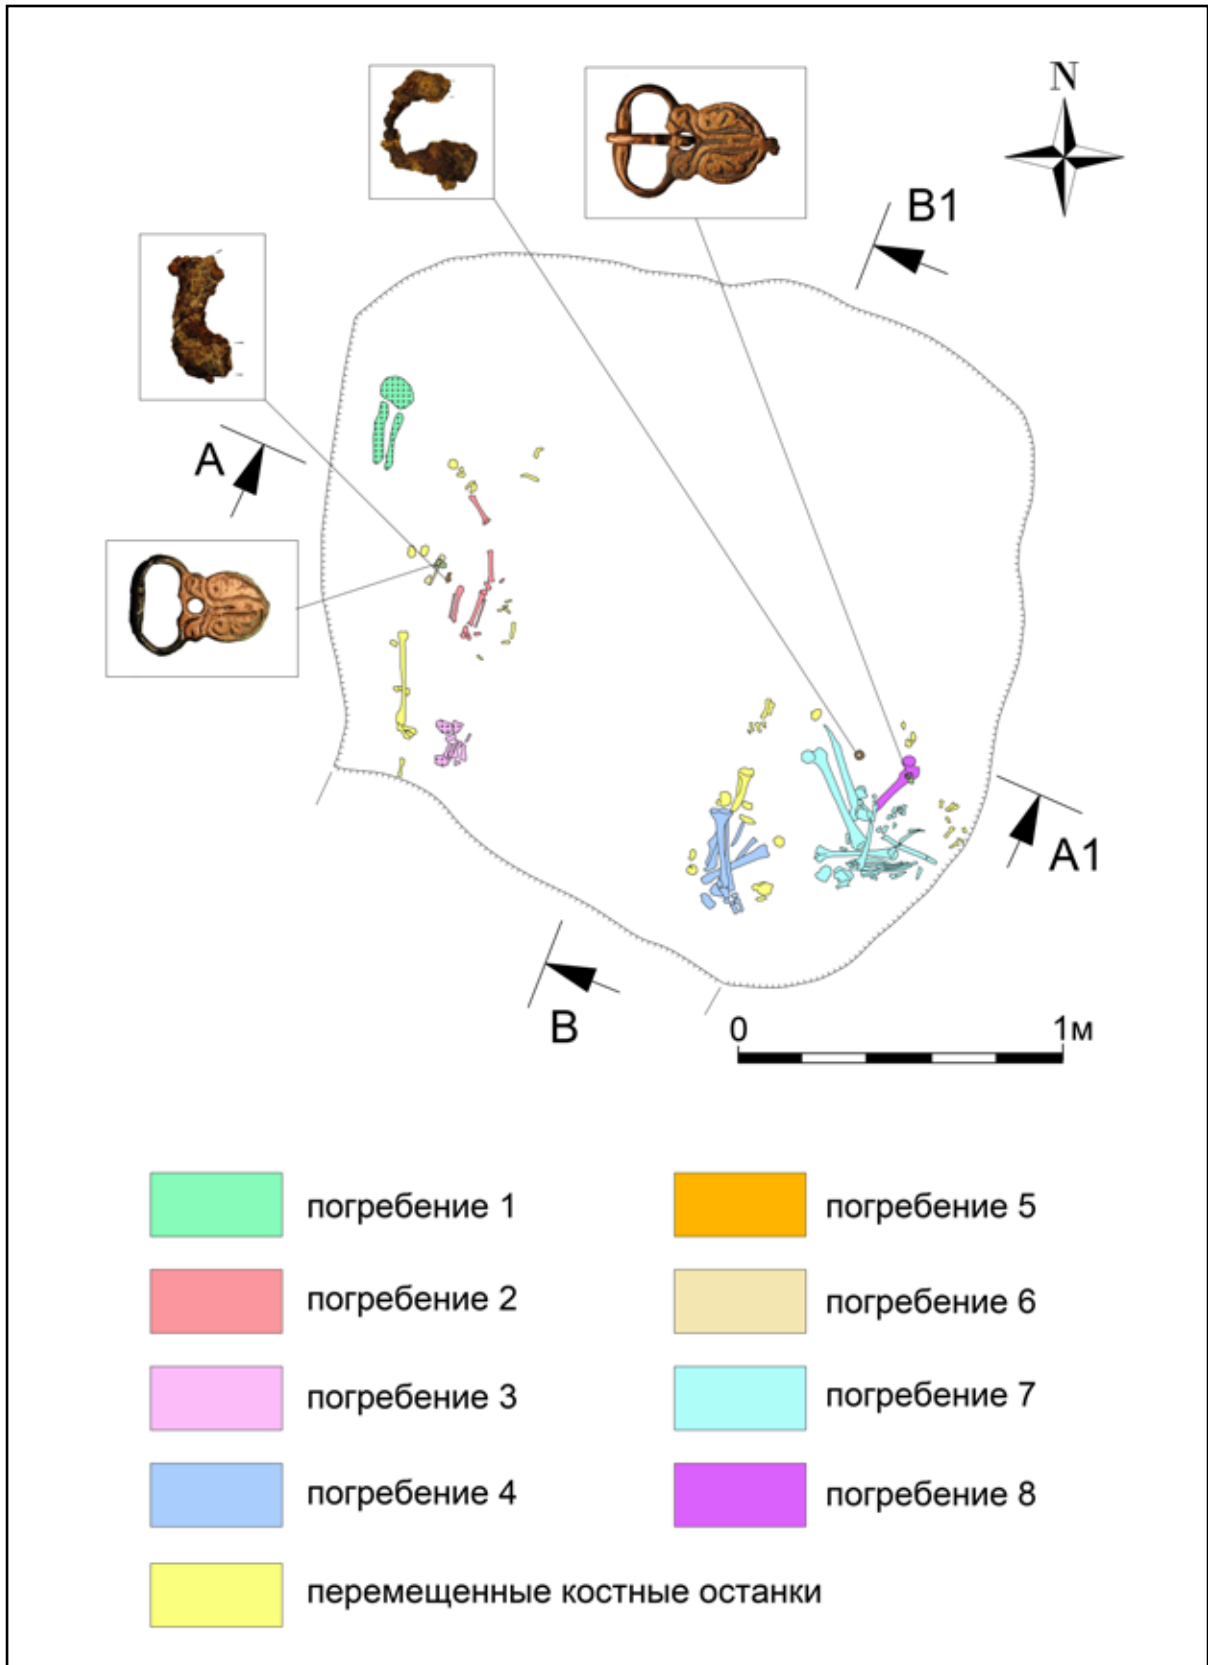 N
B1
A
A1
B
0 1м
погребение 1
погребение 5
погребение 2
погребение 6
погребение 3
погребение 7
погребение 4
погребение 8
перемещенные костные останки